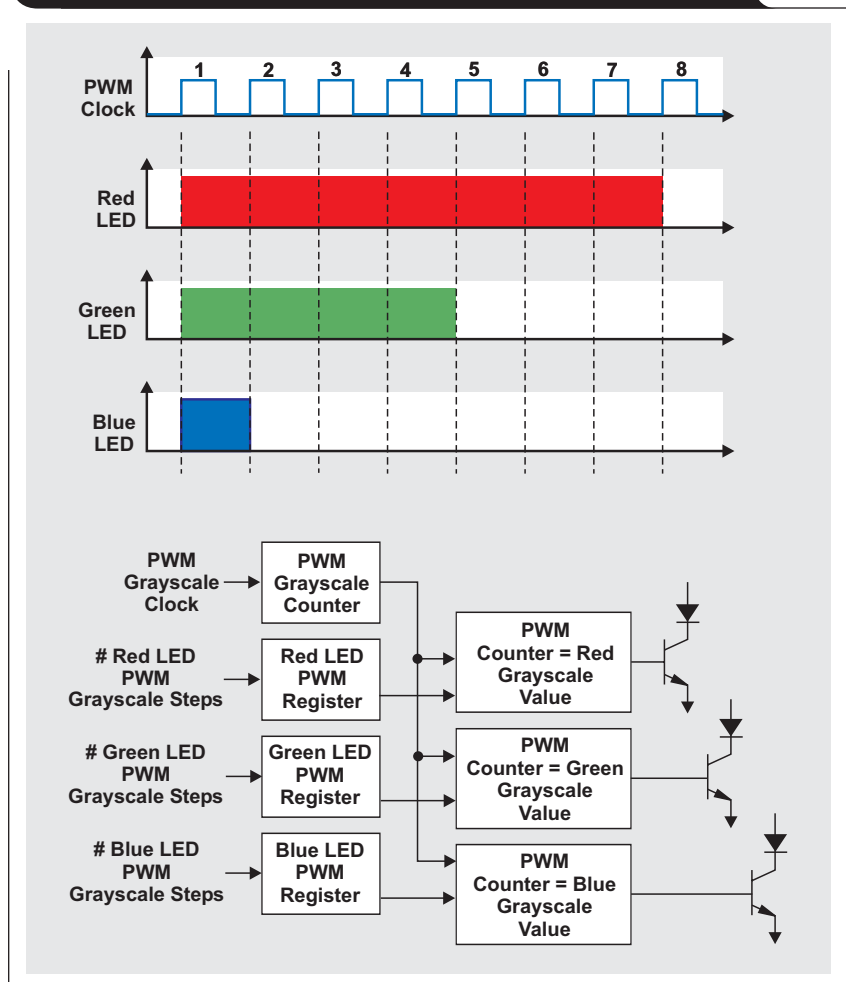 1 2 3 4 5 6 7 8
PWM
Clock
Red
LED
Green
LED
Blue
LED
PWM
Grayscale
Clock
PWM
Grayscale
Counter
# Red LED
PWM
Grayscale Steps
Red LED
PWM
Register
PWM
Counter = Red
Grayscale
Value
# Green LED
PWM
Grayscale Steps
Green LED
PWM
Register
PWM
Counter = Green
Grayscale
Value
# Blue LED
PWM
Grayscale Steps
Blue LED
PWM
Register
PWM
Counter = Blue
Grayscale
Value